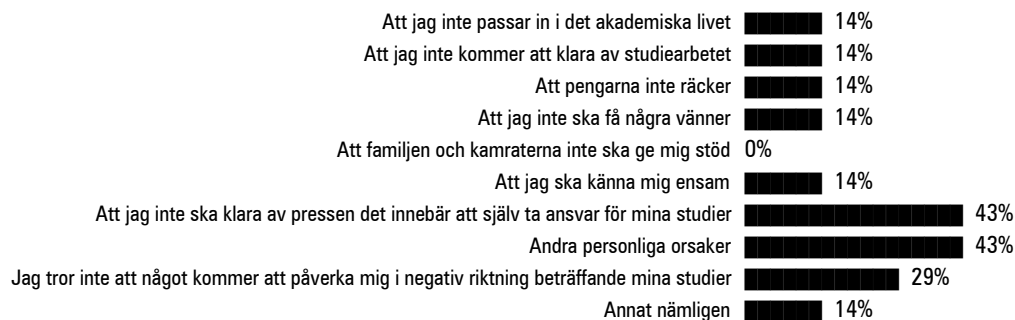 Att jag inte passar in i det akademiska livet 14%
Att jag inte kommer att klara av studiearbetet 14%
Att pengarna inte räcker 14%
Att jag inte ska få några vänner 14%
Att familjen och kamraterna inte ska ge mig stöd 0%
Att jag ska känna mig ensam 14%
Att jag inte ska klara av pressen det innebär att själv ta ansvar för mina studier 43%
Andra personliga orsaker 43%
Jag tror inte att något kommer att påverka mig i negativ riktning beträffande mina studier 29%
Annat nämligen 14%